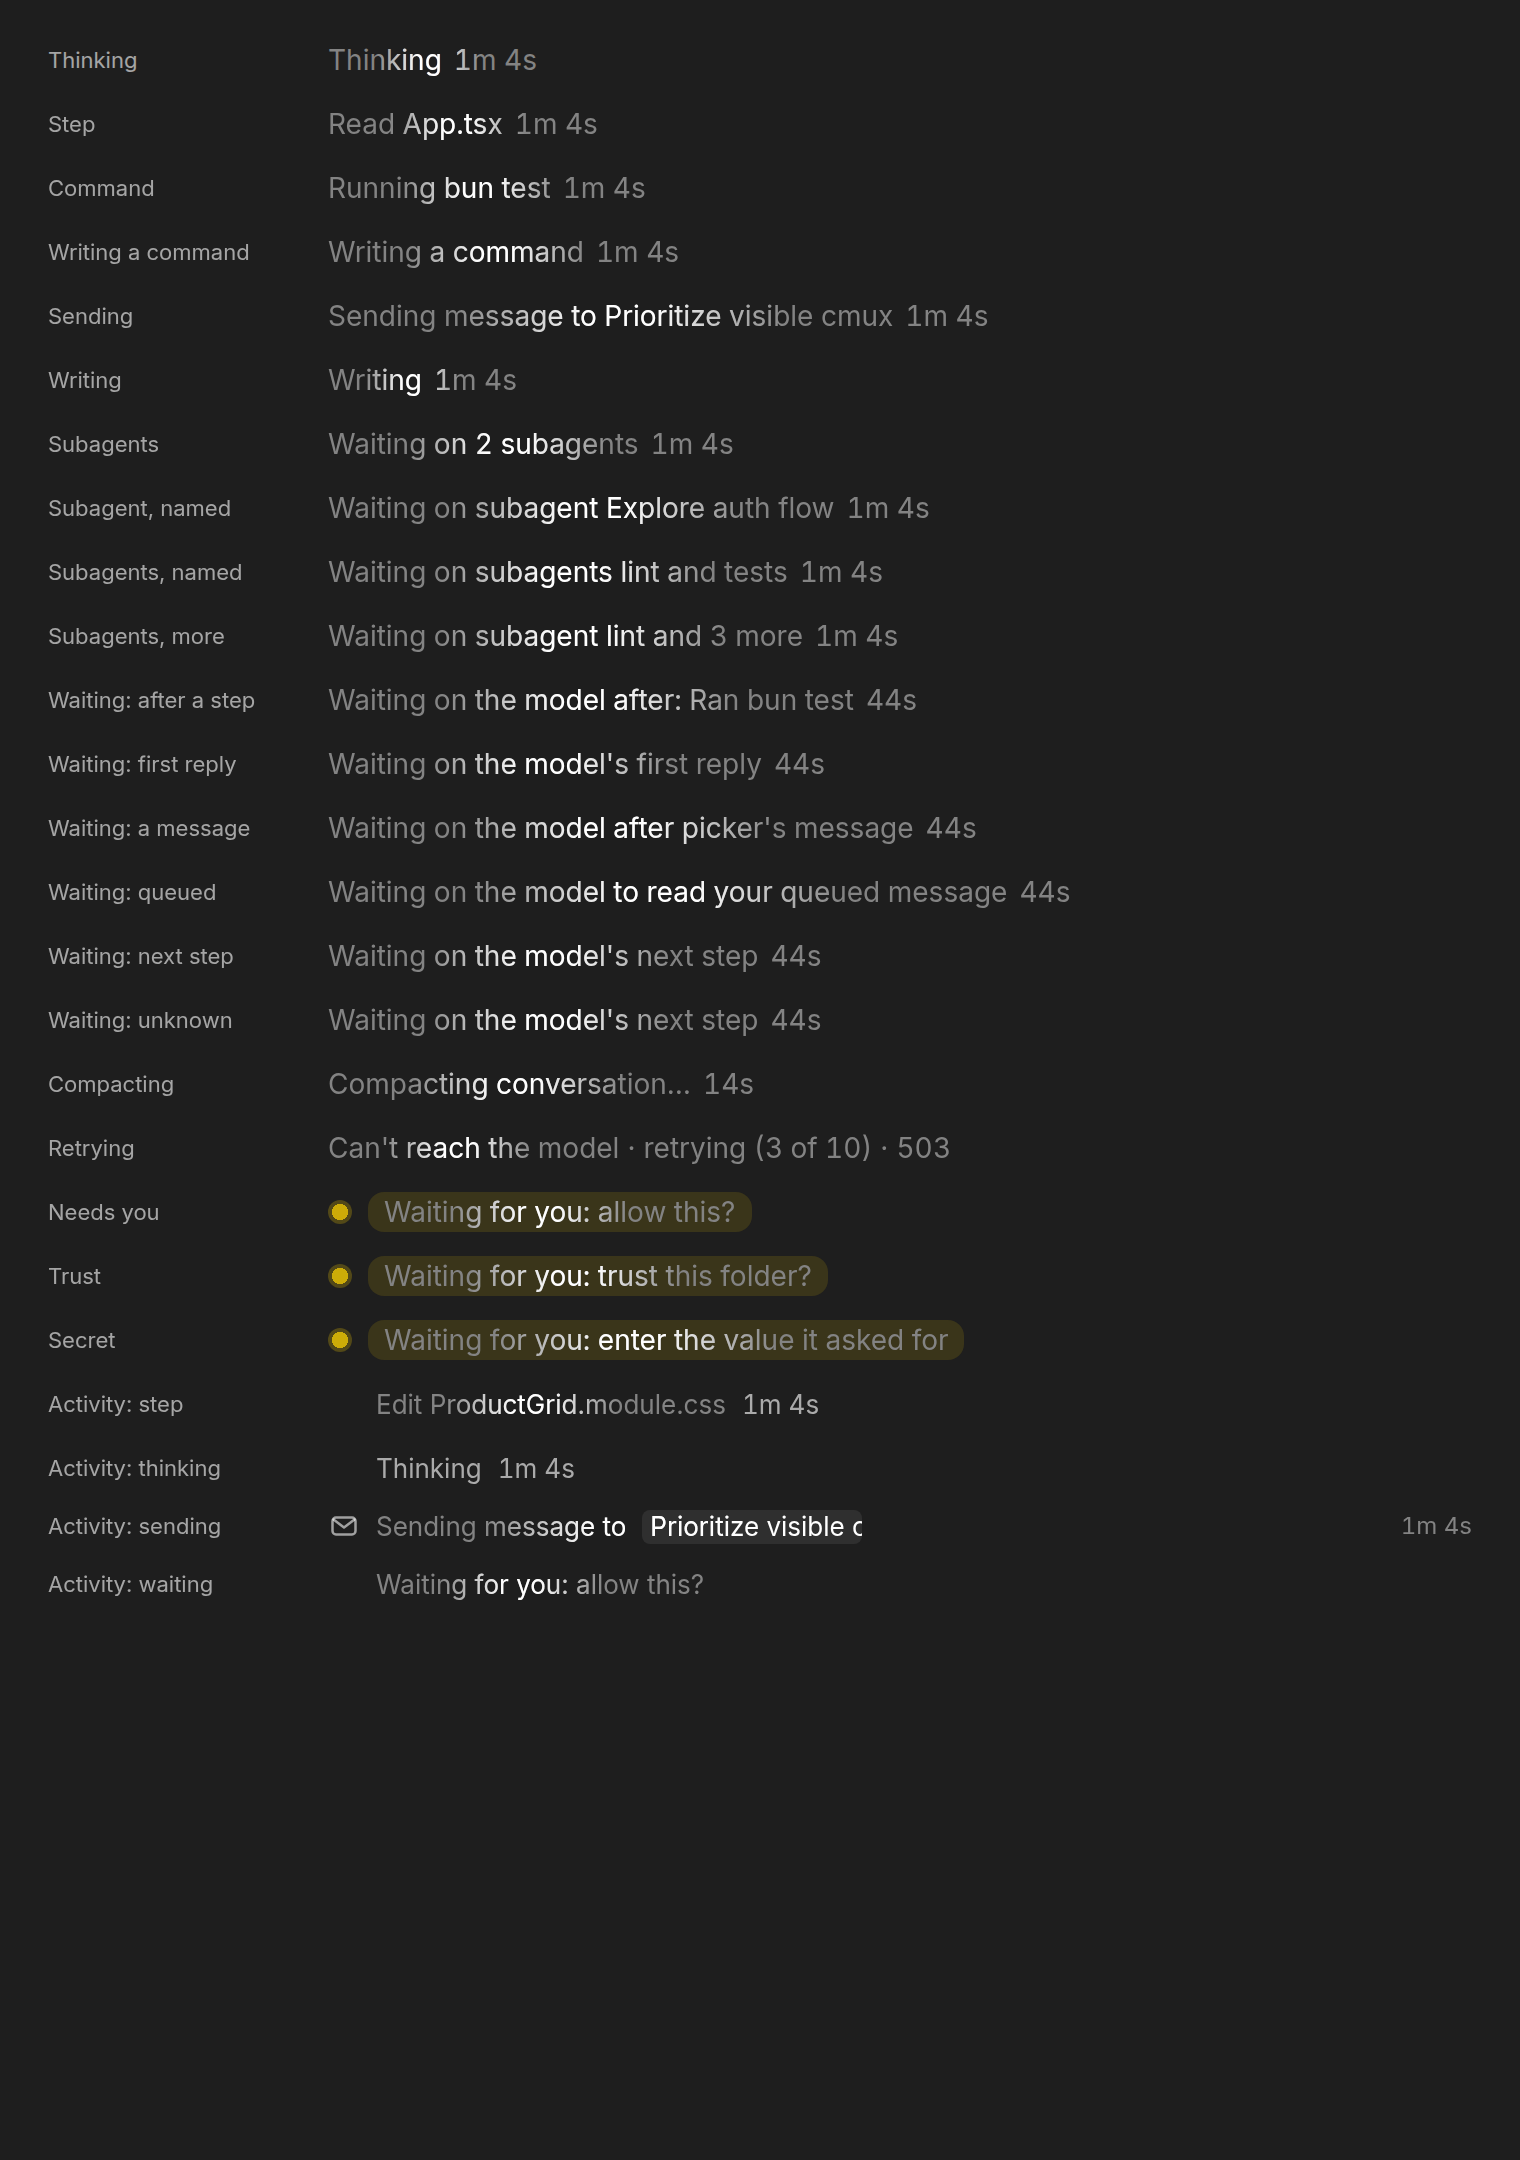 Thinking Thinking 1m 4s
Step Read App.tsx 1m 4s
Command Running bun test 1m 4s
Writing a command Writing a command 1m 4s
Sending Sending message to Prioritize visible cmux 1m 4s
Writing Writing 1m 4s
Subagents Waiting on 2 subagents 1m 4s
Subagent, named Waiting on subagent Explore auth flow 1m 4s
Subagents, named Waiting on subagents lint and tests 1m 4s
Subagents, more Waiting on subagent lint and 3 more 1m 4s
Waiting: after a step Waiting on the model after: Ran bun test 44s
Waiting: first reply Waiting on the model's first reply 44s
Waiting: a message Waiting on the model after picker's message 44s
Waiting: queued Waiting on the model to read your queued message 44s
Waiting: next step Waiting on the model's next step 44s
Waiting: unknown Waiting on the model's next step 44s
Compacting Compacting conversation... 14s
Retrying Can't reach the model · retrying (3 of 10) · 503
Needs you Waiting for you: allow this?
Trust Waiting for you: trust this folder?
Secret Waiting for you: enter the value it asked for
Activity: step Edit ProductGrid.module.css 1m 4s
Activity: thinking Thinking 1m 4s
Activity: sending Sending message to Prioritize visible 1m 4s
Activity: waiting Waiting for you: allow this?